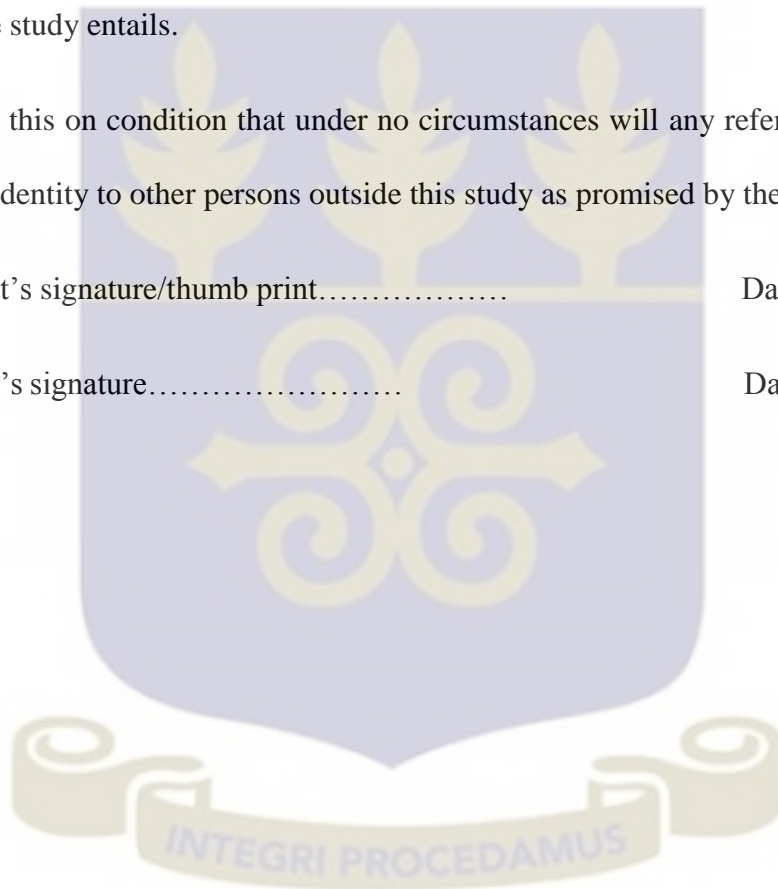 study entails.
this on condition that under no circumstances will any refer
dentity to other persons outside this study as promised by the
t’s signature/thumb print……………… Da
’s signature…………………… Da
INTEGRI PROCEDAMUS